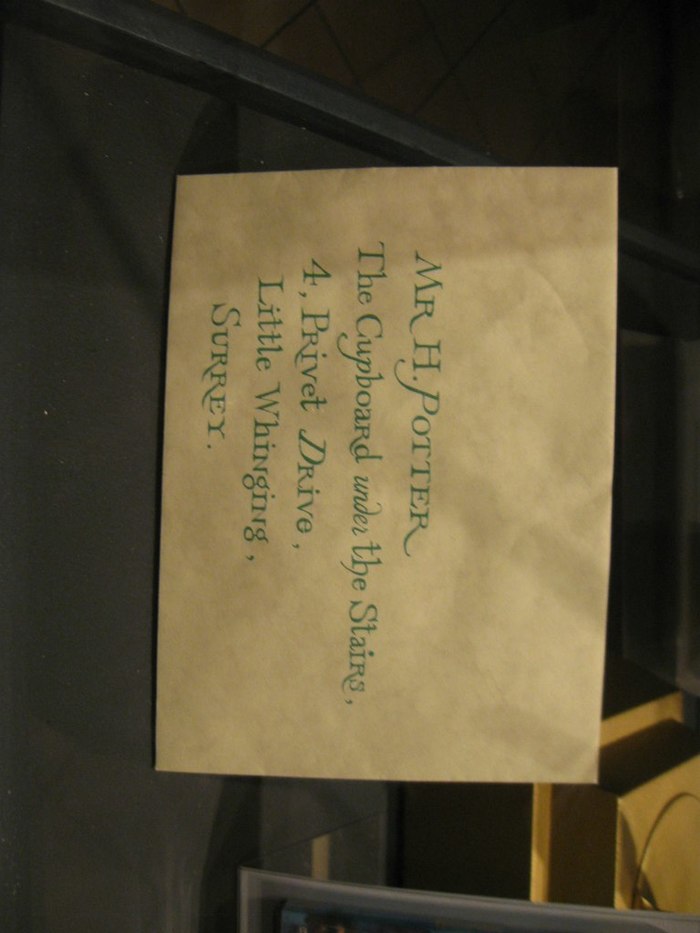 Mr H. Potter
The Cupboard under the Stairs,
4, Privet Drive,
Little Whinging,
Surrey.